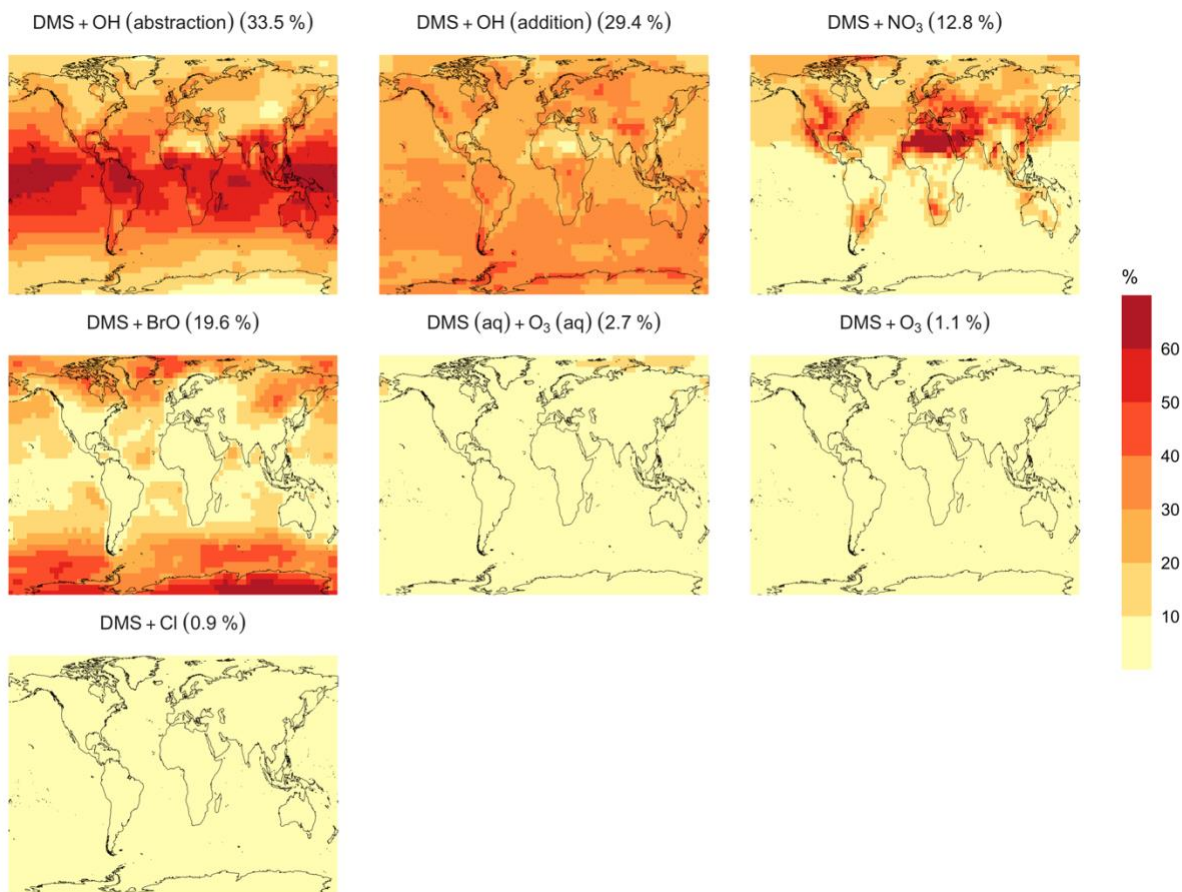 DMS + OH (abstraction) (33.5 %)
DMS + OH (addition) (29.4 %)
DMS + NO₃ (12.8 %)
DMS + BrO (19.6 %)
DMS (aq) + O₃ (aq) (2.7 %)
DMS + O₃ (1.1 %)
%
60
50
40
30
20
10
DMS + Cl (0.9 %)